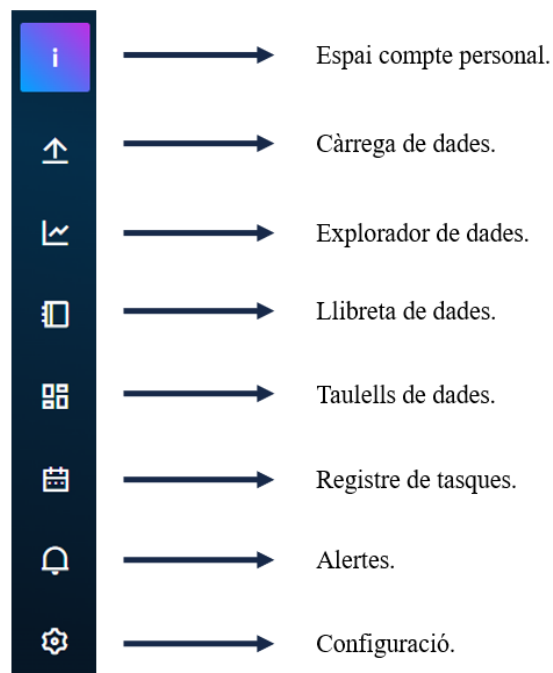 i
Espai compte personal.
Càrrega de dades.
Explorador de dades.
Llibreta de dades.
Taulells de dades.
Registre de tasques.
Alertes.
Configuració.